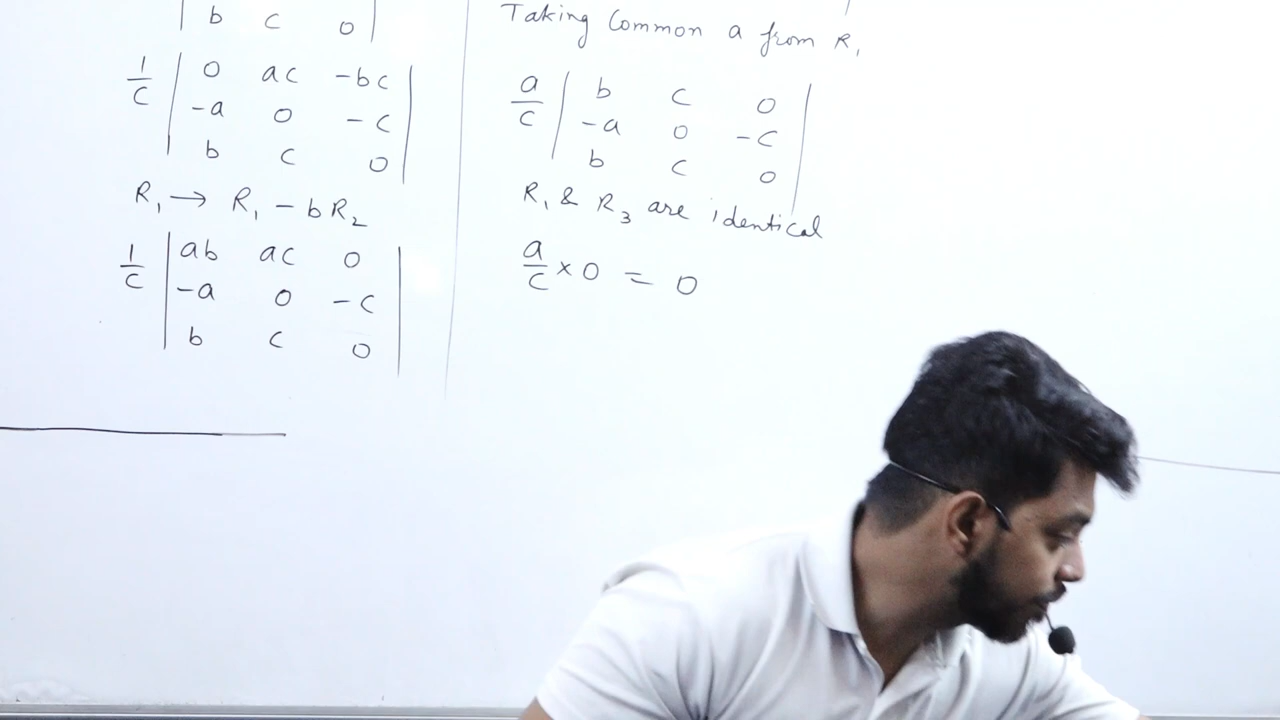 | b c 0 |
1/c | 0 ac -bc |
| -a 0 -c |
| b c 0 |
R₁ → R₁ - bR₂
1/c | ab ac 0 |
| -a 0 -c |
| b c 0 |
Taking Common a from R₁
a/c | b c 0 |
| -a 0 -c |
| b c 0 |
R₁ & R₃ are identical
a/c × 0 = 0